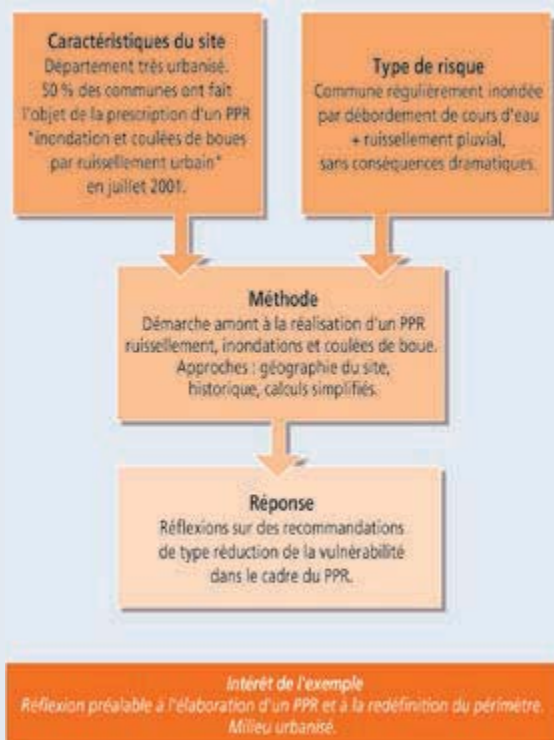 Caractéristiques du site
Département très urbanisé.
50 % des communes ont fait
l'objet de la prescription d'un PPR
"inondation et coulées de boues
par ruissellement urbain"
en juillet 2001.
Type de risque
Commune régulièrement inondée
par débordement de cours d'eau
+ ruissellement pluvial,
sans conséquences dramatiques.
Méthode
Démarche amont à la réalisation d'un PPR
ruissellement, inondations et coulées de boue.
Approches : géographie du site,
historique, calculs simplifiés.
Réponse
Réflexions sur des recommandations
de type réduction de la vulnérabilité
dans le cadre du PPR.
Intérêt de l'exemple
Réflexion préalable à l'élaboration d'un PPR et à la redéfinition du périmètre.
Milieu urbanisé.